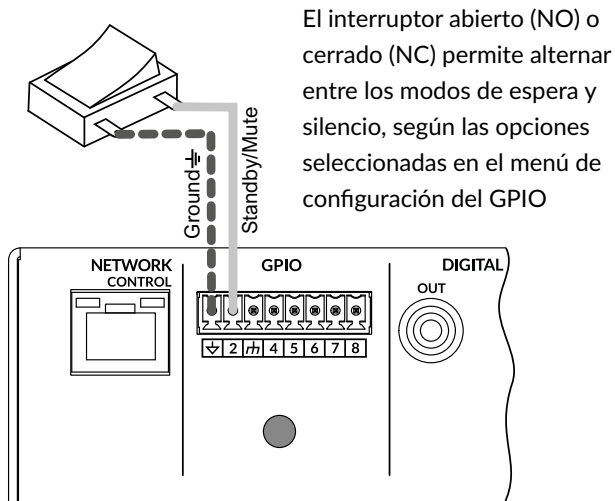 El interruptor abierto (NO) o
cerrado (NC) permite alternar
entre los modos de espera y
silencio, según las opciones
seleccionadas en el menú de
configuración del GPIO
Ground
Standby/Mute
NETWORK
CONTROL
GPIO
DIGITAL
OUT
2 4 5 6 7 8